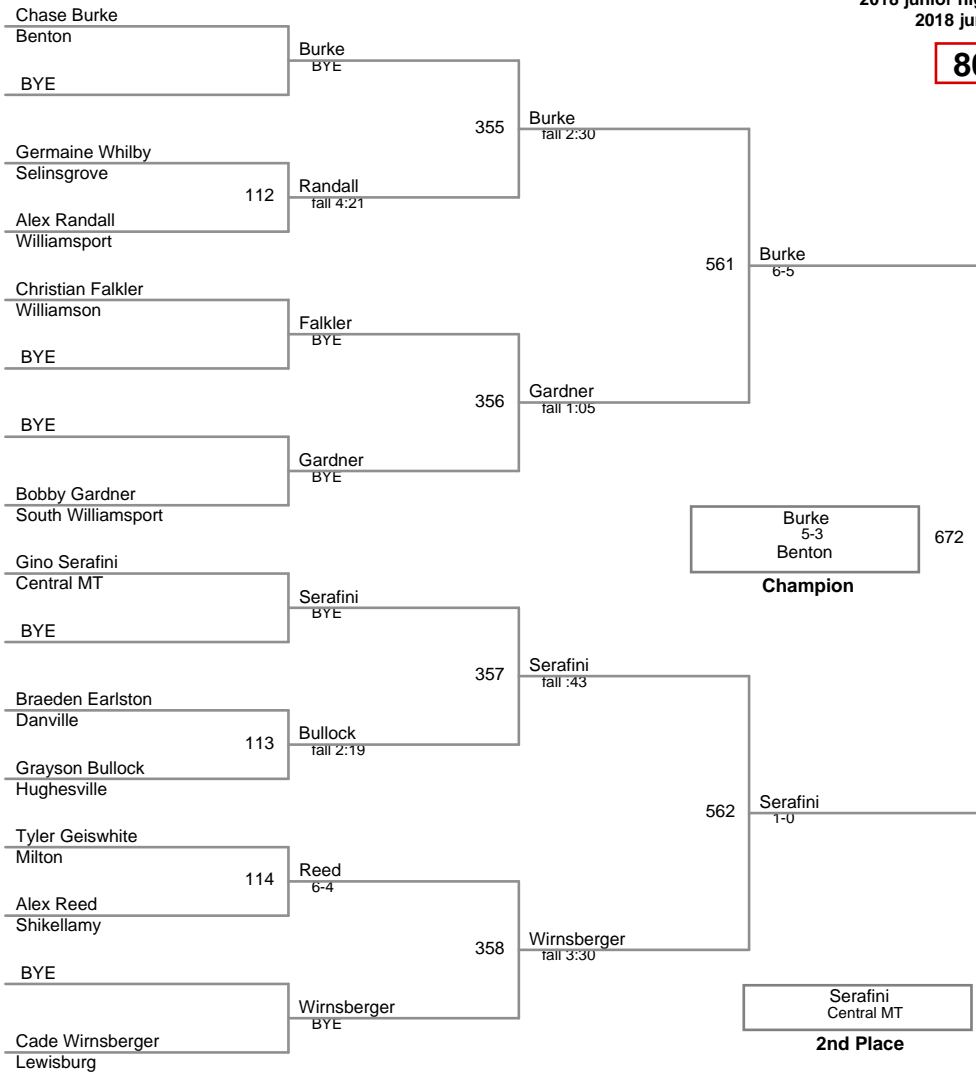 2018 junior hig
2018 ju
80
Chase Burke
Benton
BYE
Burke
BYE
Germaine Whilby
Selinsgrove
112
Alex Randall
Williamsport
Randall
fall 4:21
355
Burke
fall 2:30
Christian Falkler
Williamson
BYE
Falkler
BYE
BYE
Bobby Gardner
South Williamsport
Gardner
BYE
356
Gardner
fall 1:05
561
Burke
6-5
Gino Serafini
Central MT
BYE
Serafini
BYE
Braeden Earlston
Danville
113
Grayson Bullock
Hughesville
Bullock
fall 2:19
357
Serafini
fall :43
Tyler Geiswhite
Milton
114
Alex Reed
Shikellamy
Reed
6-4
BYE
Cade Wirnsberger
Lewisburg
Wirnsberger
BYE
358
Wirnsberger
fall 3:30
562
Serafini
1-0
Burke
5-3
Benton
672
Champion
Serafini
Central MT
2nd Place